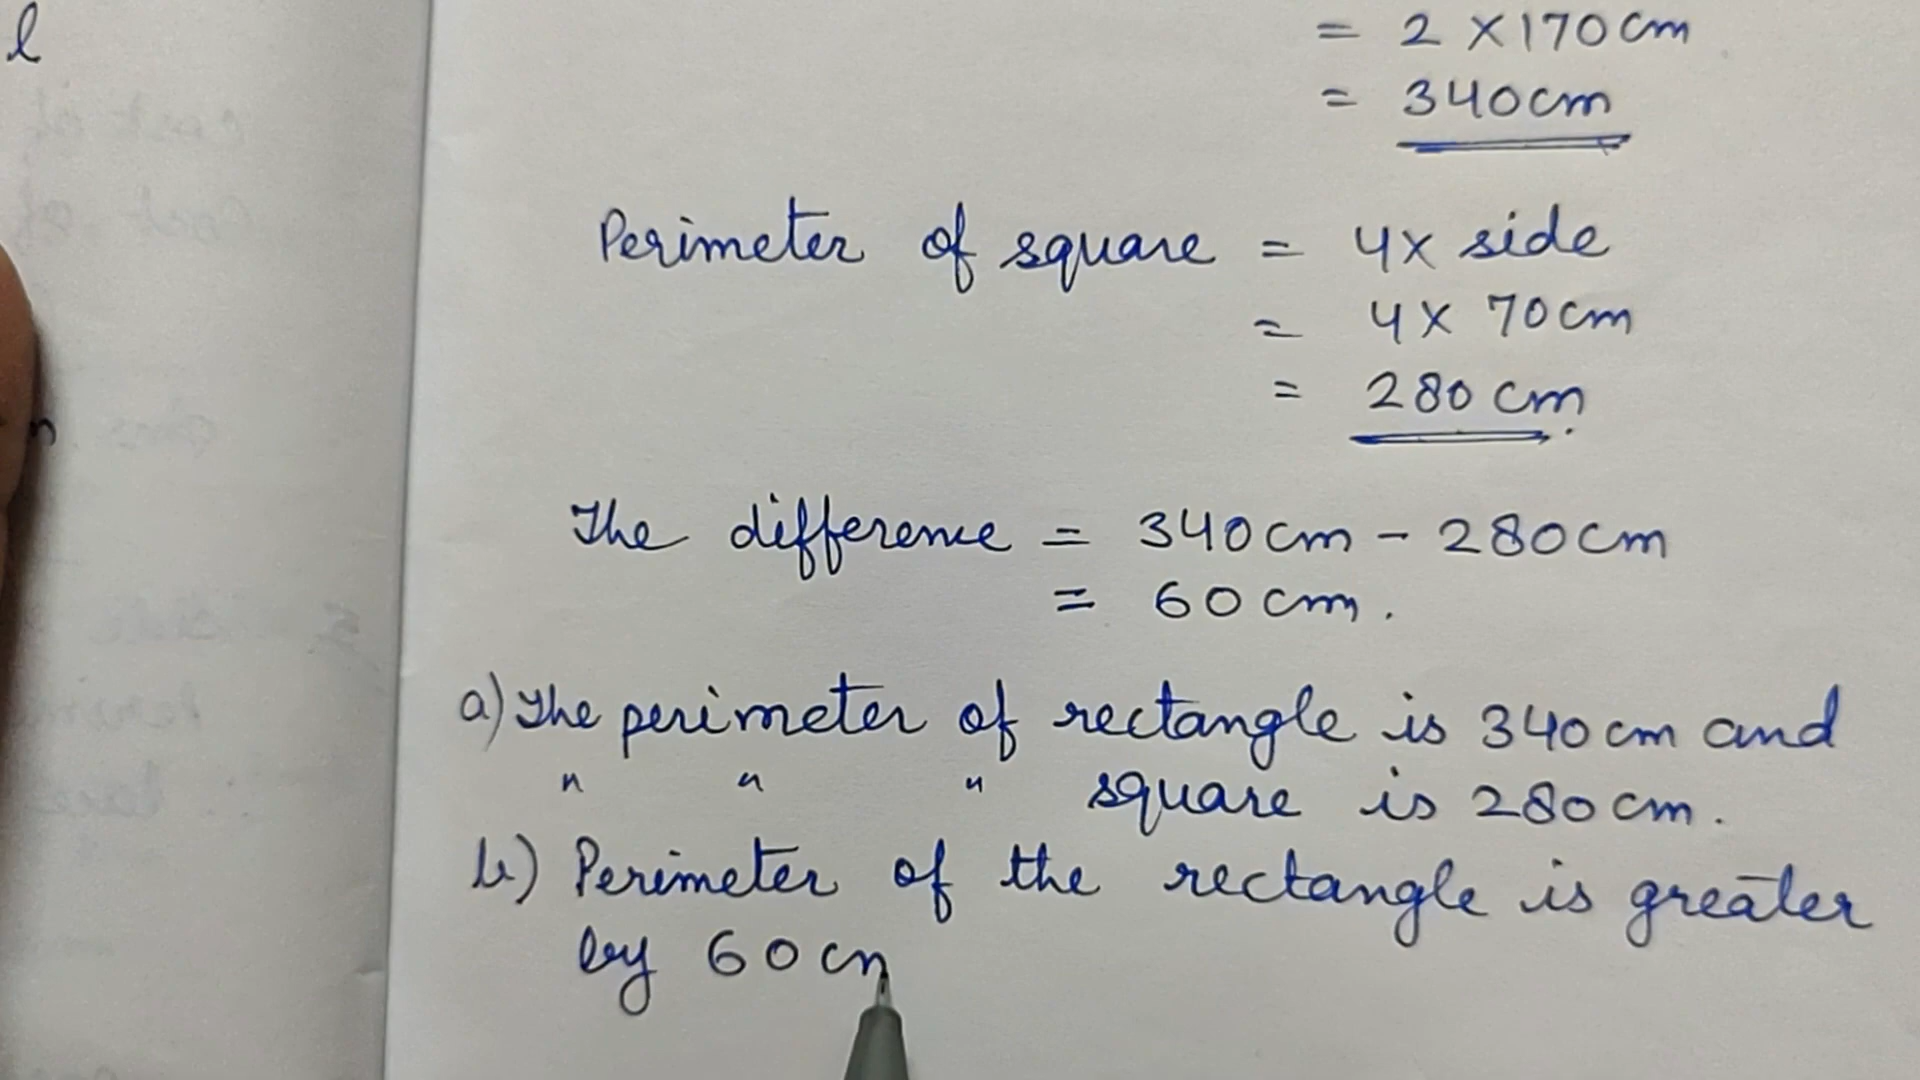 l
= 2 × 170 cm
= 340 cm
Perimeter of square = 4 × side
= 4 × 70 cm
= 280 cm.
The difference = 340 cm - 280 cm
= 60 cm.
a) The perimeter of rectangle is 340 cm and
" " " square is 280 cm.
b) Perimeter of the rectangle is greater
by 60 cm